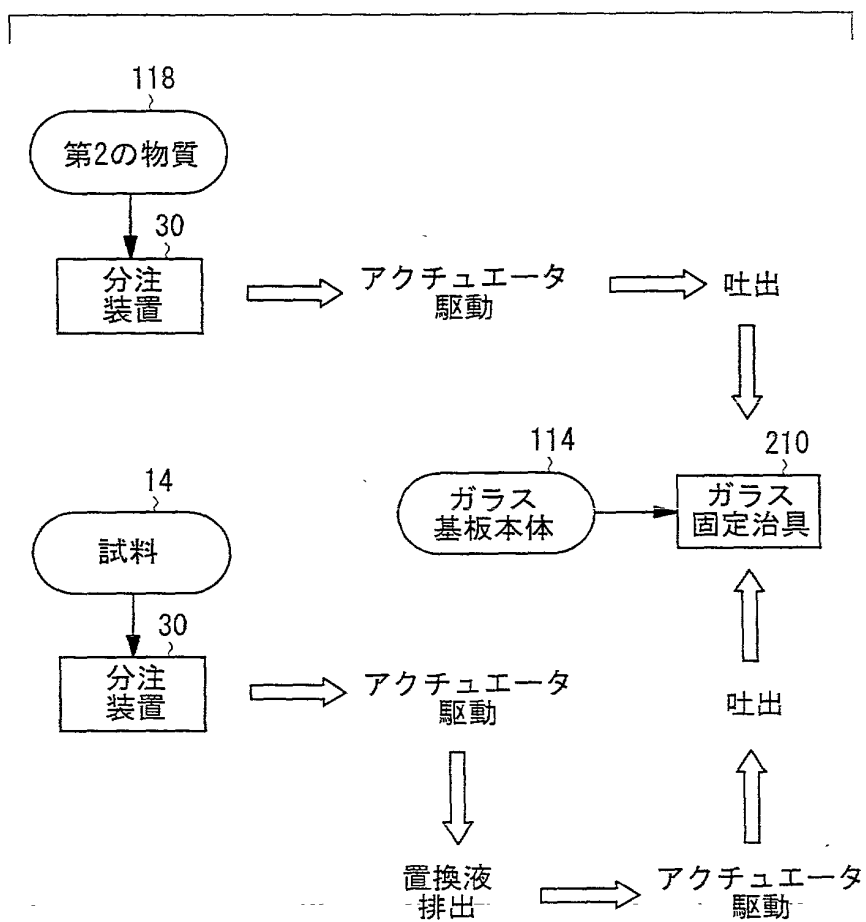 118
第2の物質
30
分注
装置
アクチュエータ
駆動
吐出
114
ガラス
基板本体
210
ガラス
固定治具
14
試料
30
分注
装置
アクチュエータ
駆動
吐出
置換液
排出
アクチュエータ
駆動